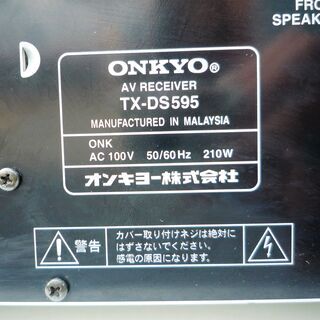 FRO
SPEAK
ONKYO®
AV RECEIVER
TX-DS595
MANUFACTURED IN MALAYSIA
ONK
AC 100V 50/60Hz 210W
オンキヨー株式会社
警告
カバー取り付けネジは絶対に
はずさないでください。
感電の原因になります。